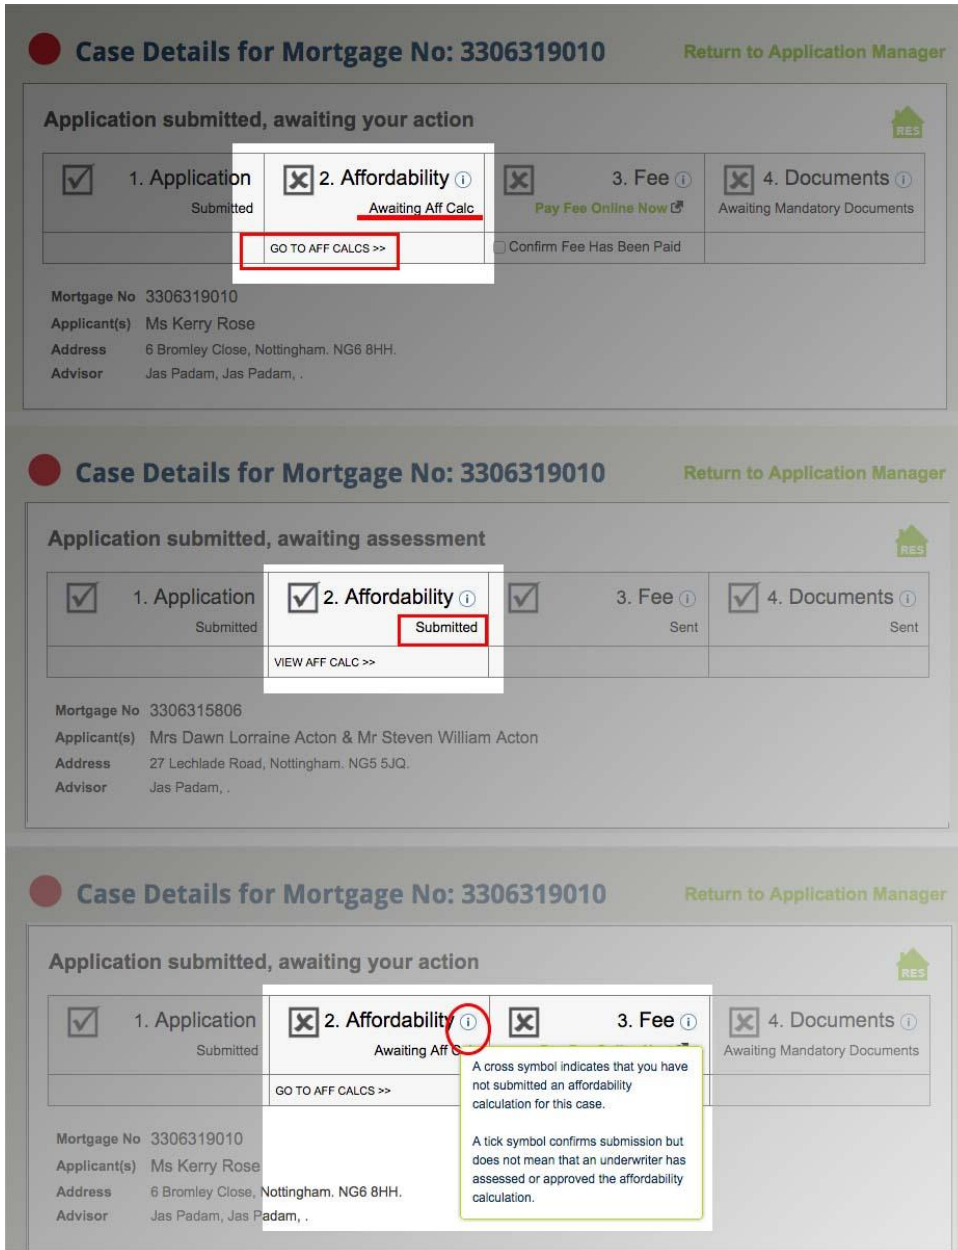 Case Details for Mortgage No: 3306319010 Return to Application Manager
Application submitted, awaiting your action
RES
1. Application 2. Affordability i 3. Fee i 4. Documents i
Submitted Awaiting Aff Calc Pay Fee Online Now Awaiting Mandatory Documents
GO TO AFF CALCS >> Confirm Fee Has Been Paid
Mortgage No 3306319010
Applicant(s) Ms Kerry Rose
Address 6 Bromley Close, Nottingham. NG6 8HH.
Advisor Jas Padam, Jas Padam, .
Case Details for Mortgage No: 3306319010 Return to Application Manager
Application submitted, awaiting assessment
RES
1. Application 2. Affordability i 3. Fee i 4. Documents i
Submitted Submitted Sent Sent
VIEW AFF CALC >>
Mortgage No 3306315806
Applicant(s) Mrs Dawn Lorraine Acton & Mr Steven William Acton
Address 27 Lechlade Road, Nottingham. NG5 5JQ.
Advisor Jas Padam, .
Case Details for Mortgage No: 3306319010 Return to Application Manager
Application submitted, awaiting your action
RES
1. Application 2. Affordability i 3. Fee i 4. Documents i
Submitted Awaiting Aff Awaiting Mandatory Documents
GO TO AFF CALCS >>
A cross symbol indicates that you have
not submitted an affordability
calculation for this case.
A tick symbol confirms submission but
does not mean that an underwriter has
assessed or approved the affordability
calculation.
Mortgage No 3306319010
Applicant(s) Ms Kerry Rose
Address 6 Bromley Close, Nottingham. NG6 8HH.
Advisor Jas Padam, Jas Padam, .